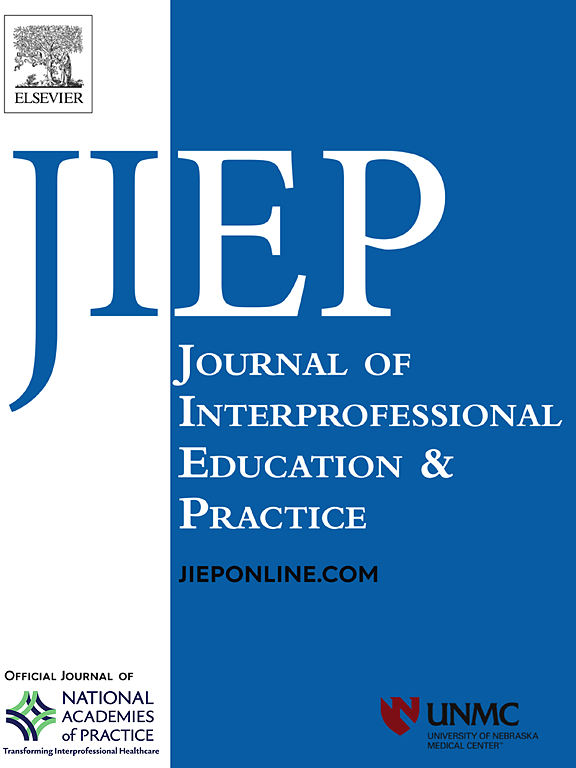 ELSEVIER
JIEP
JOURNAL OF
INTERPROFESSIONAL
EDUCATION &
PRACTICE
JIEPONLINE.COM
OFFICIAL JOURNAL OF
NATIONAL
ACADEMIES
of PRACTICE
Transforming Interprofessional Healthcare
UNMC
UNIVERSITY OF NEBRASKA
MEDICAL CENTER™